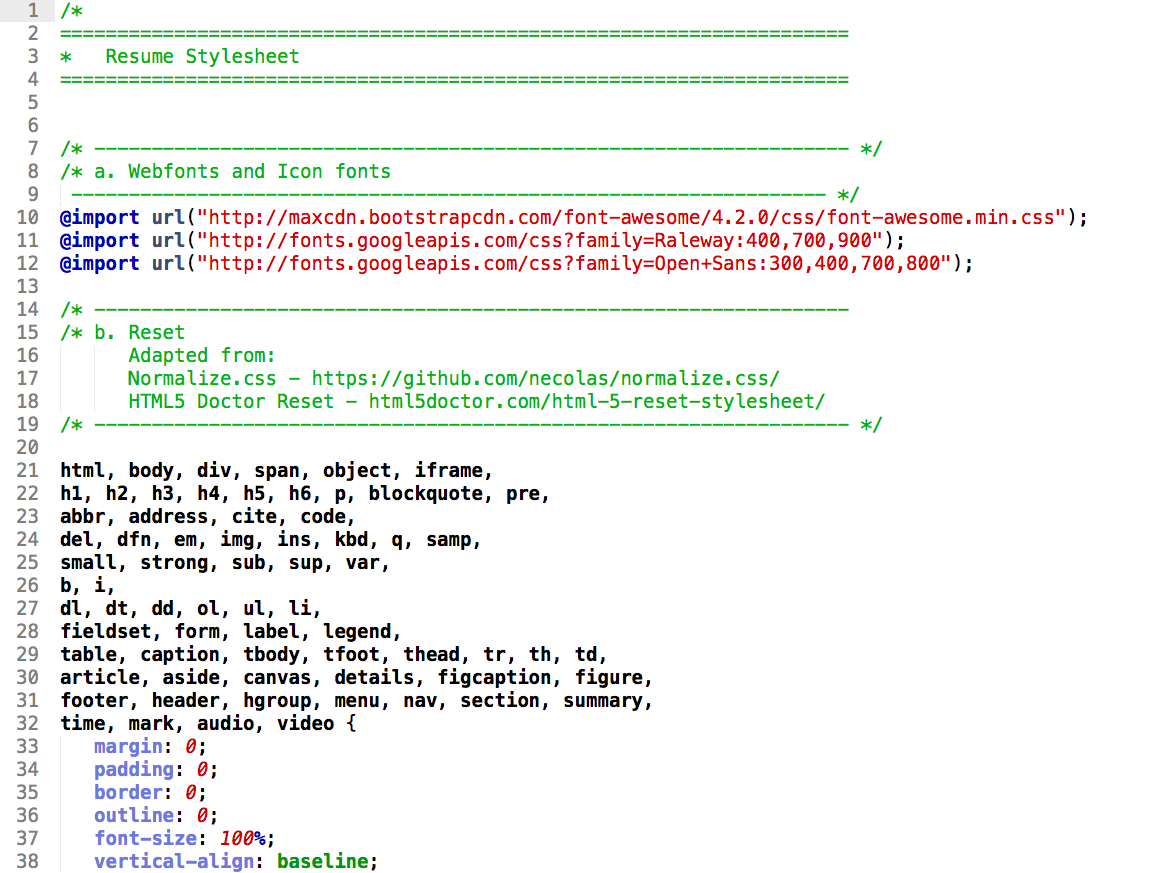 1 /*
2 =====================================================================
3 *   Resume Stylesheet
4 =====================================================================
5
6
7 /* ------------------------------------------------------------------ */
8 /* a. Webfonts and Icon fonts
9  ------------------------------------------------------------------ */
10 @import url("http://maxcdn.bootstrapcdn.com/font-awesome/4.2.0/css/font-awesome.min.css");
11 @import url("http://fonts.googleapis.com/css?family=Raleway:400,700,900");
12 @import url("http://fonts.googleapis.com/css?family=Open+Sans:300,400,700,800");
13
14 /* ------------------------------------------------------------------
15 /* b. Reset
16       Adapted from:
17       Normalize.css - https://github.com/necolas/normalize.css/
18       HTML5 Doctor Reset - html5doctor.com/html-5-reset-stylesheet/
19 /* ------------------------------------------------------------------ */
20
21 html, body, div, span, object, iframe,
22 h1, h2, h3, h4, h5, h6, p, blockquote, pre,
23 abbr, address, cite, code,
24 del, dfn, em, img, ins, kbd, q, samp,
25 small, strong, sub, sup, var,
26 b, i,
27 dl, dt, dd, ol, ul, li,
28 fieldset, form, label, legend,
29 table, caption, tbody, tfoot, thead, tr, th, td,
30 article, aside, canvas, details, figcaption, figure,
31 footer, header, hgroup, menu, nav, section, summary,
32 time, mark, audio, video {
33    margin: 0;
34    padding: 0;
35    border: 0;
36    outline: 0;
37    font-size: 100%;
38    vertical-align: baseline;